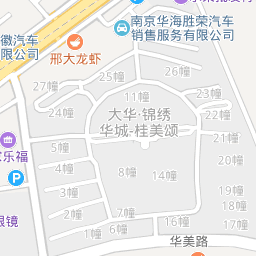 南京华海胜荣汽车
销售服务有限公司
徽汽车
限公司
邢大龙虾
27幢
25幢
26幢
24幢
11幢
23幢
22幢
21幢
大华·锦绣
华城-桂美颂
乐福
P
P
8幢
14幢
20幢
19幢
18幢
16幢
17幢
6幢
5幢
3幢
2幢
1幢
眼镜
华美路